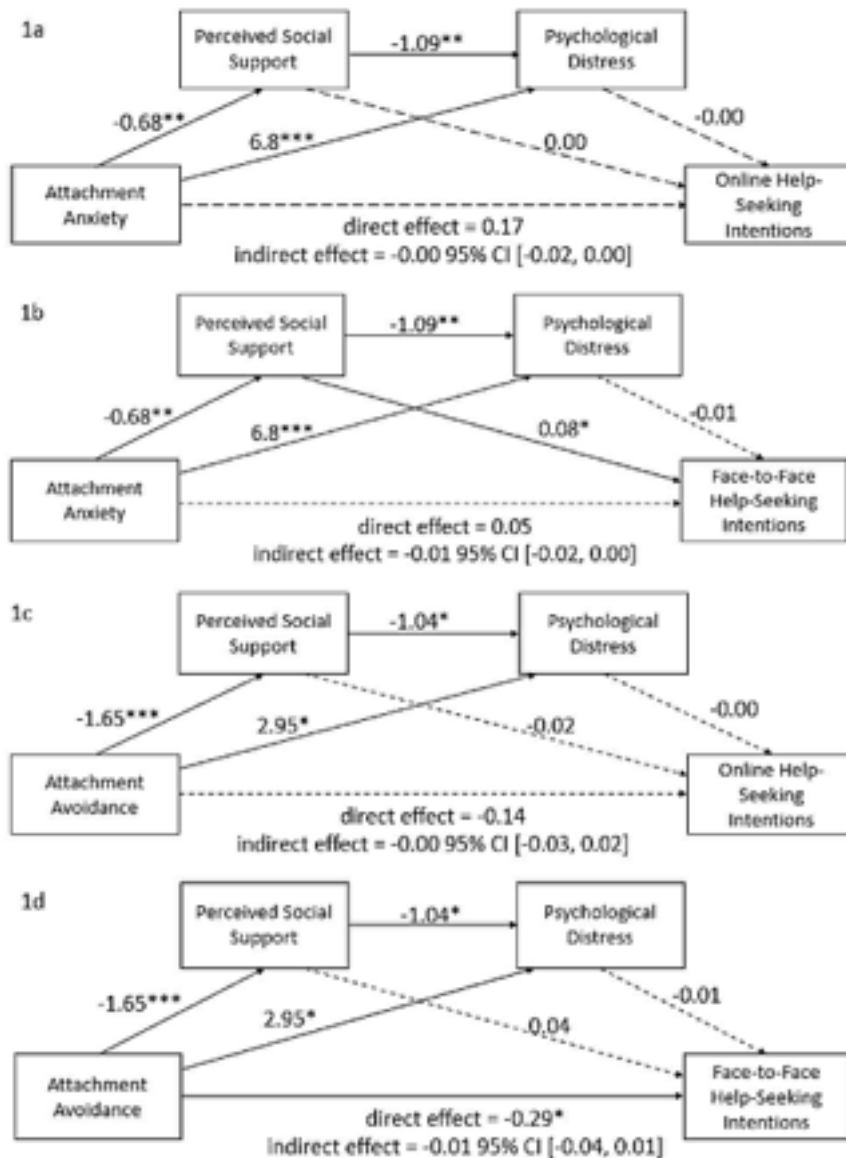 1a
Perceived Social
Support
-1.09**
Psychological
Distress
-0.68**
6.8***
0.00
-0.00
Attachment
Anxiety
Online Help-
Seeking
Intentions
direct effect = 0.17
indirect effect = -0.00 95% CI [-0.02, 0.00]
1b
Perceived Social
Support
-1.09**
Psychological
Distress
-0.68**
6.8***
0.08*
-0.01
Attachment
Anxiety
Face-to-Face
Help-Seeking
Intentions
direct effect = 0.05
indirect effect = -0.01 95% CI [-0.02, 0.00]
1c
Perceived Social
Support
-1.04*
Psychological
Distress
-1.65***
2.95*
-0.02
-0.00
Attachment
Avoidance
Online Help-
Seeking
Intentions
direct effect = -0.14
indirect effect = -0.00 95% CI [-0.03, 0.02]
1d
Perceived Social
Support
-1.04*
Psychological
Distress
-1.65***
2.95*
0.04
-0.01
Attachment
Avoidance
Face-to-Face
Help-Seeking
Intentions
direct effect = -0.29*
indirect effect = -0.01 95% CI [-0.04, 0.01]